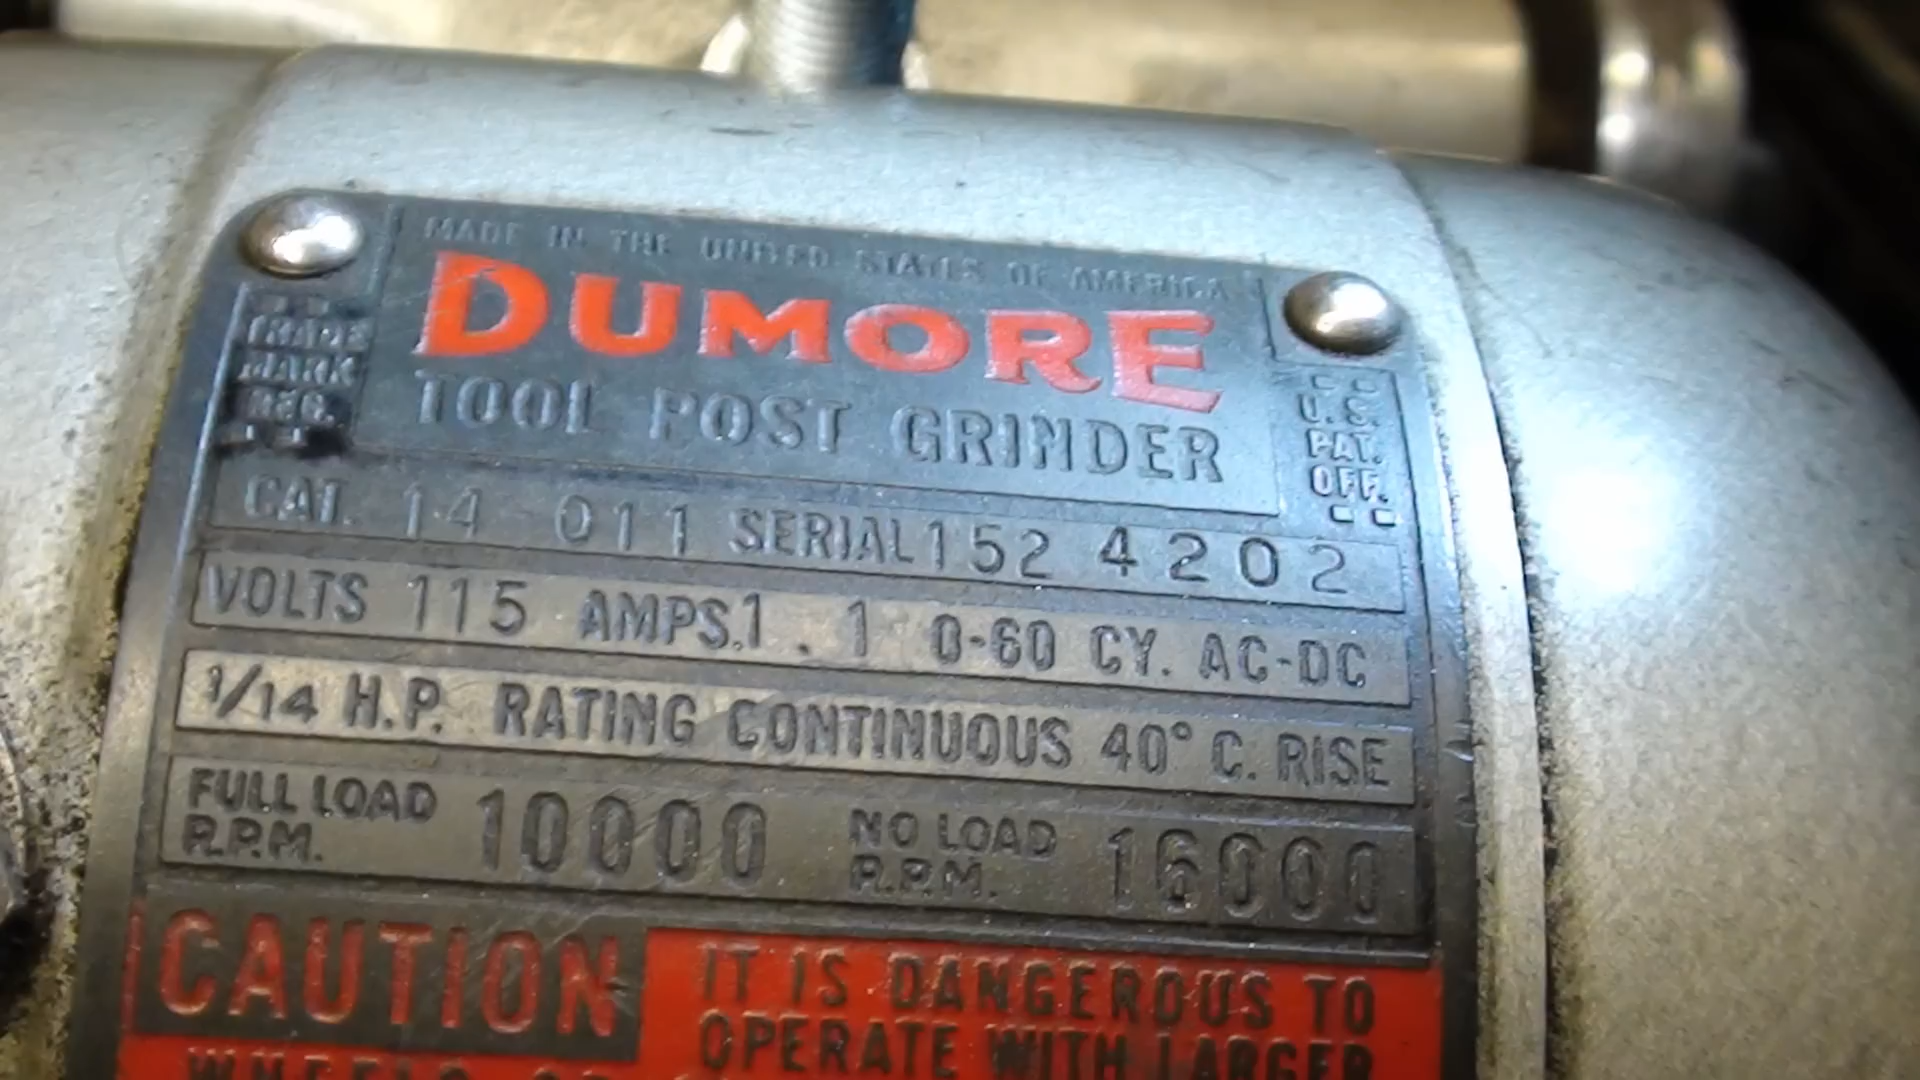 MADE IN THE UNITED STATES OF AMERICA
DUMORE
TOOL POST GRINDER
TRADE
MARK
REG.
U.S.
PAT.
OFF.
CAT. 14 011 SERIAL 152 4202
VOLTS 115 AMPS. 1.1 0-60 CY. AC-DC
1/14 H.P. RATING CONTINUOUS 40° C. RISE
FULL LOAD R.P.M. 10000 NO LOAD R.P.M. 16000
CAUTION
IT IS DANGEROUS TO
OPERATE WITH LARGER
WHEELS OR